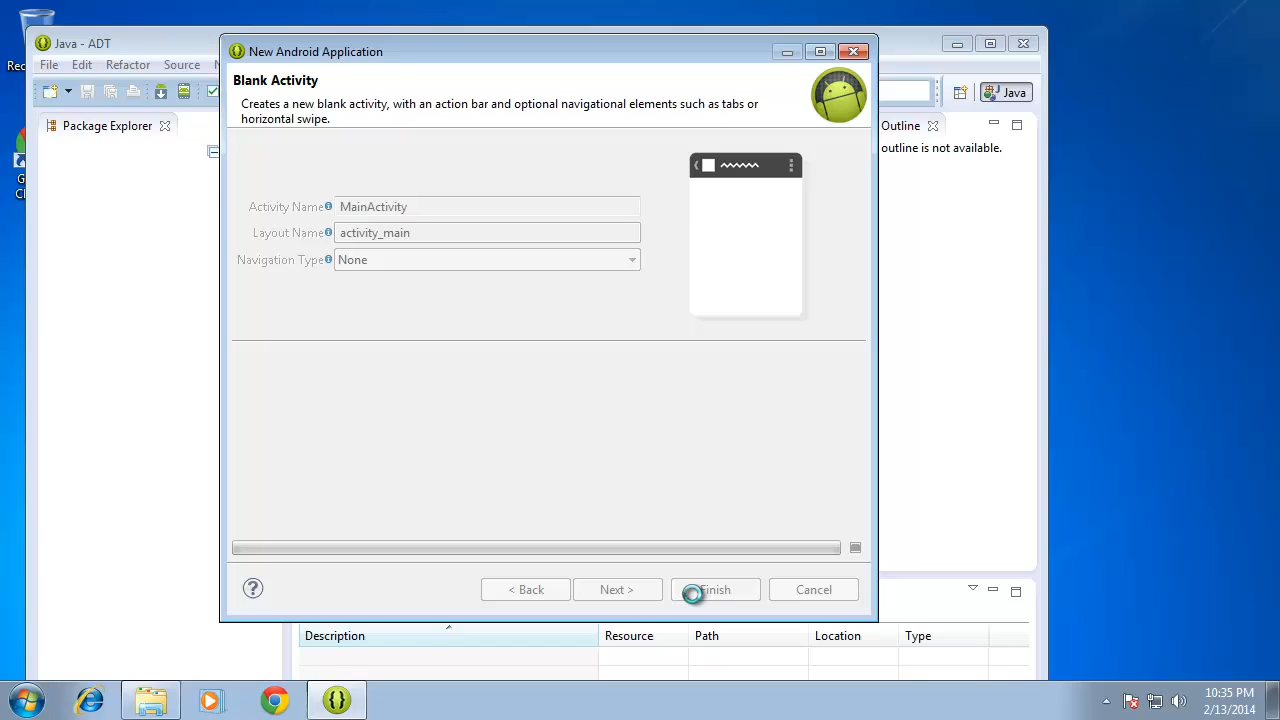 Java - ADT
New Android Application
File Edit Refactor Source
Blank Activity
Creates a new blank activity, with an action bar and optional navigational elements such as tabs or
horizontal swipe.
Java
Package Explorer
Outline
outline is not available.
Activity Name MainActivity
Layout Name activity_main
Navigation Type None
? < Back Next > Finish Cancel
Description Resource Path Location Type
10:35 PM
2/13/2014